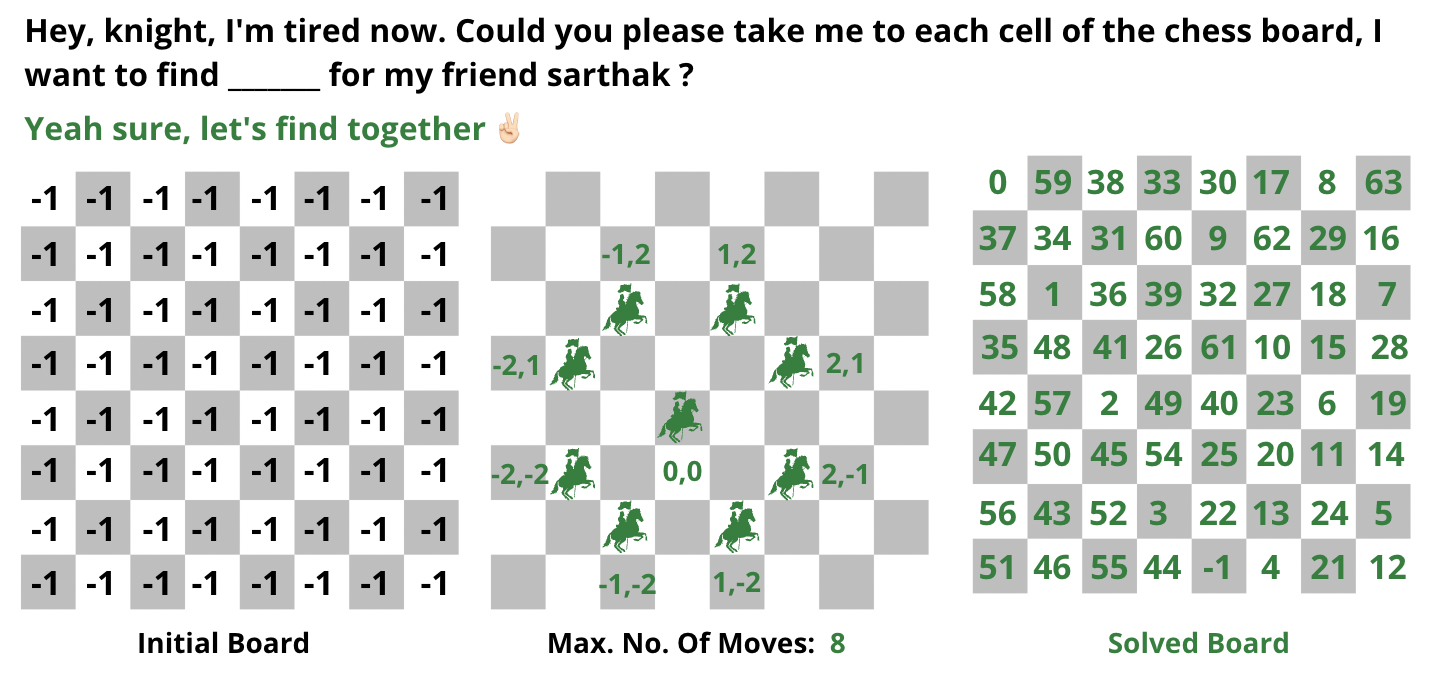 Hey, knight, I'm tired now. Could you please take me to each cell of the chess board, I
want to find _______ for my friend sarthak ?
Yeah sure, let's find together ✌🏻
-1 -1 -1 -1 -1 -1 -1 -1
-1 -1 -1 -1 -1 -1 -1 -1
-1 -1 -1 -1 -1 -1 -1 -1
-1 -1 -1 -1 -1 -1 -1 -1
-1 -1 -1 -1 -1 -1 -1 -1
-1 -1 -1 -1 -1 -1 -1 -1
-1 -1 -1 -1 -1 -1 -1 -1
-1 -1 -1 -1 -1 -1 -1 -1
Initial Board
-1,2 1,2
-2,1 2,1
-2,-2 0,0 2,-1
-1,-2 1,-2
Max. No. Of Moves: 8
0 59 38 33 30 17 8 63
37 34 31 60 9 62 29 16
58 1 36 39 32 27 18 7
35 48 41 26 61 10 15 28
42 57 2 49 40 23 6 19
47 50 45 54 25 20 11 14
56 43 52 3 22 13 24 5
51 46 55 44 -1 4 21 12
Solved Board